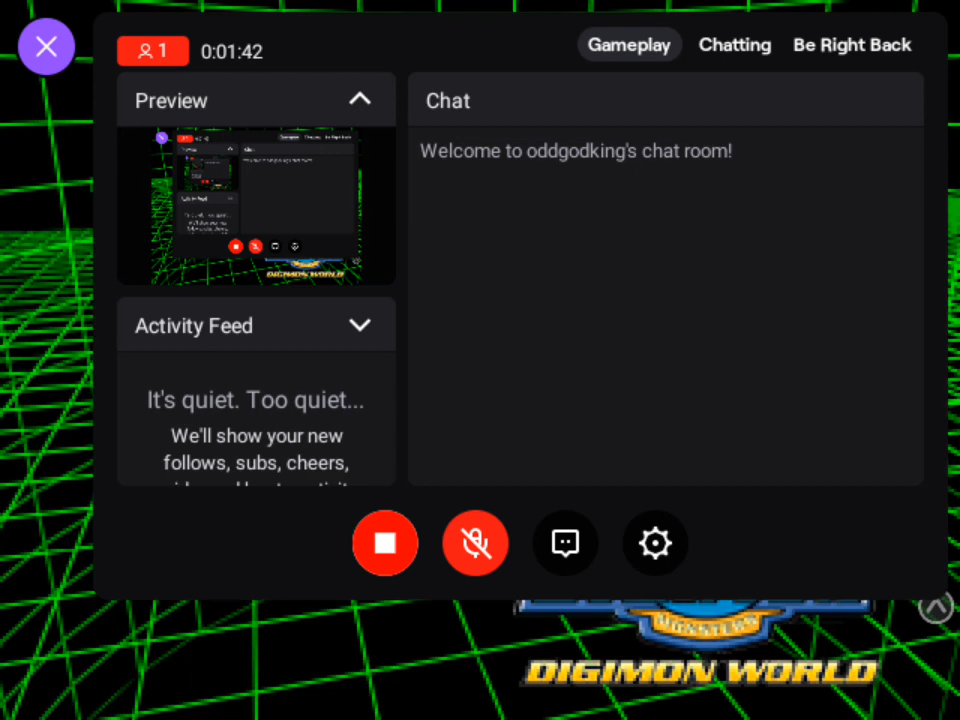 1 0:01:42
Gameplay Chatting Be Right Back
Preview
Chat
Welcome to oddgodking's chat room!
Activity Feed
It's quiet. Too quiet...
We'll show your new
follows, subs, cheers,
MONSTERS
DIGIMON WORLD